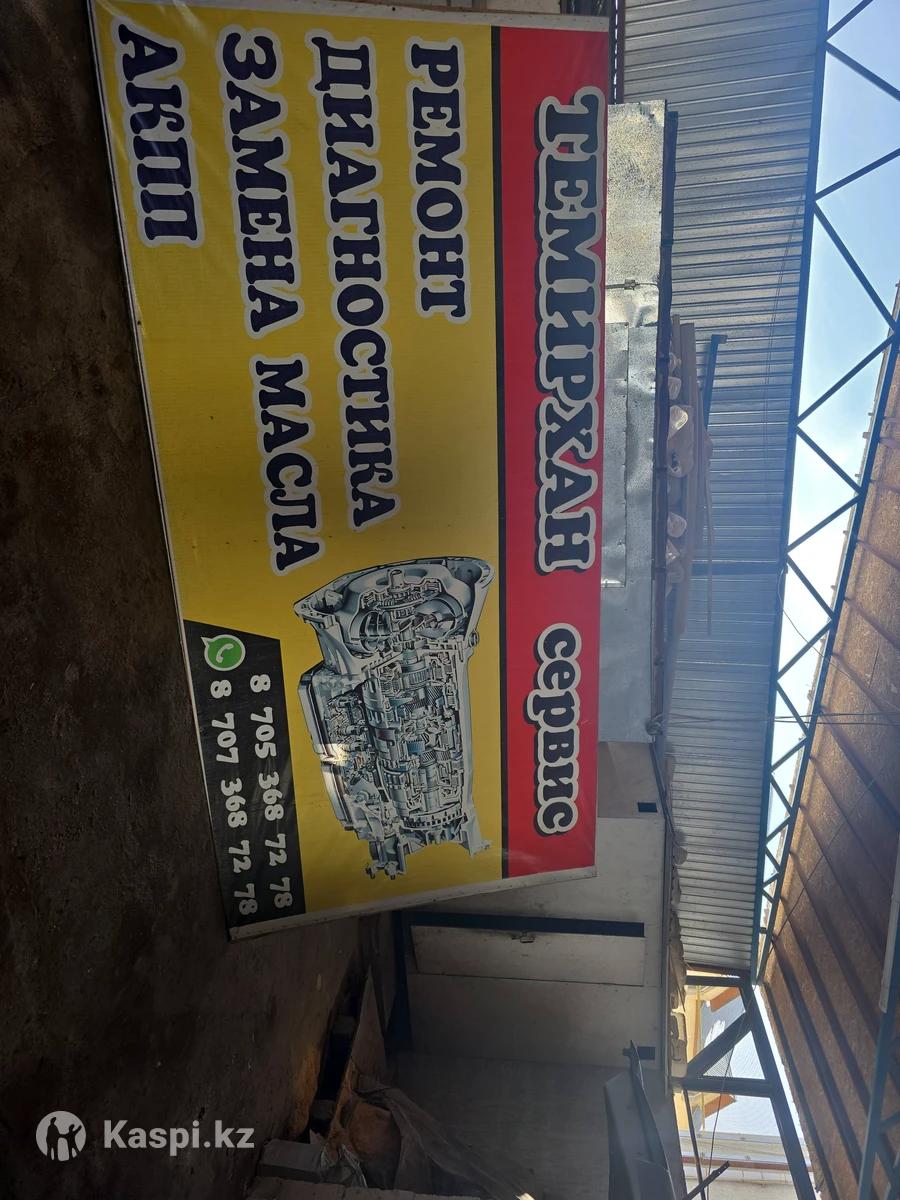 ТЕМИРХАН сервис
РЕМОНТ
ДИАГНОСТИКА
ЗАМЕНА МАСЛА
АКПП
8 705 368 72 78
8 707 368 72 78
Kaspi.kz